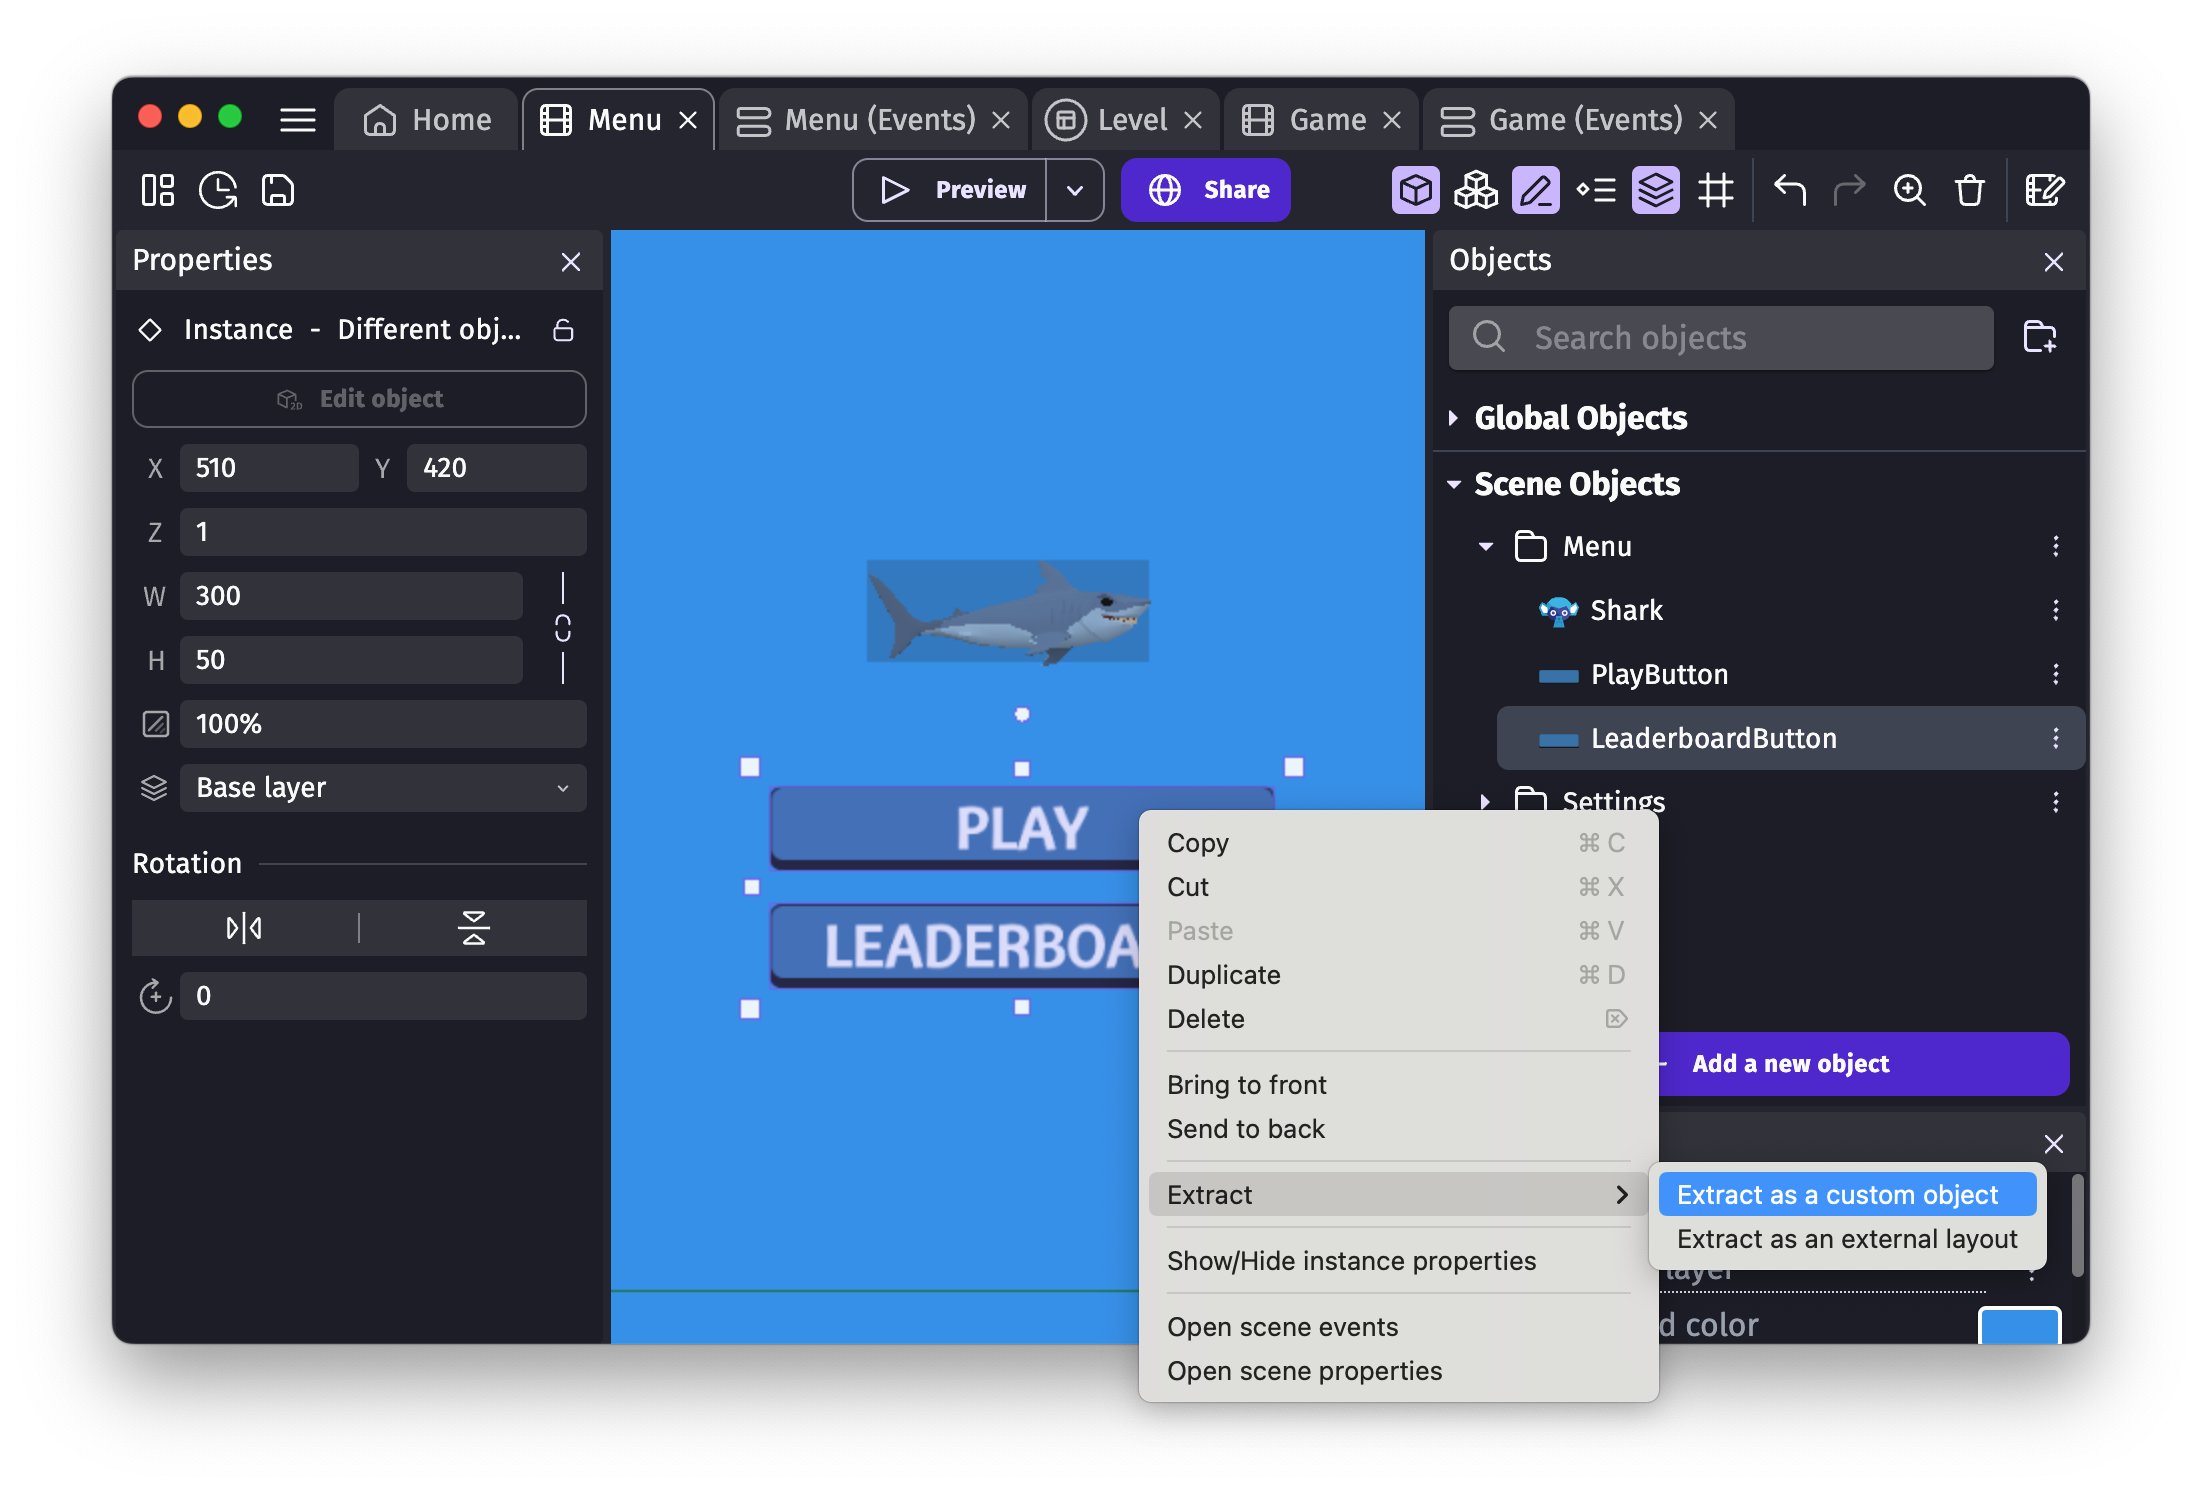 Home
Menu
Menu (Events)
Level
Game
Game (Events)
Preview
Share
Properties
Instance - Different obj...
Edit object
X 510 Y 420
Z 1
W 300
H 50
100%
Base layer
Rotation
0
PLAY
LEADERBOA
Objects
Search objects
Global Objects
Scene Objects
Menu
Shark
PlayButton
LeaderboardButton
Settings
Add a new object
layer
d color
Copy ⌘ C
Cut ⌘ X
Paste ⌘ V
Duplicate ⌘ D
Delete ⌦
Bring to front
Send to back
Extract
Show/Hide instance properties
Open scene events
Open scene properties
Extract as a custom object
Extract as an external layout